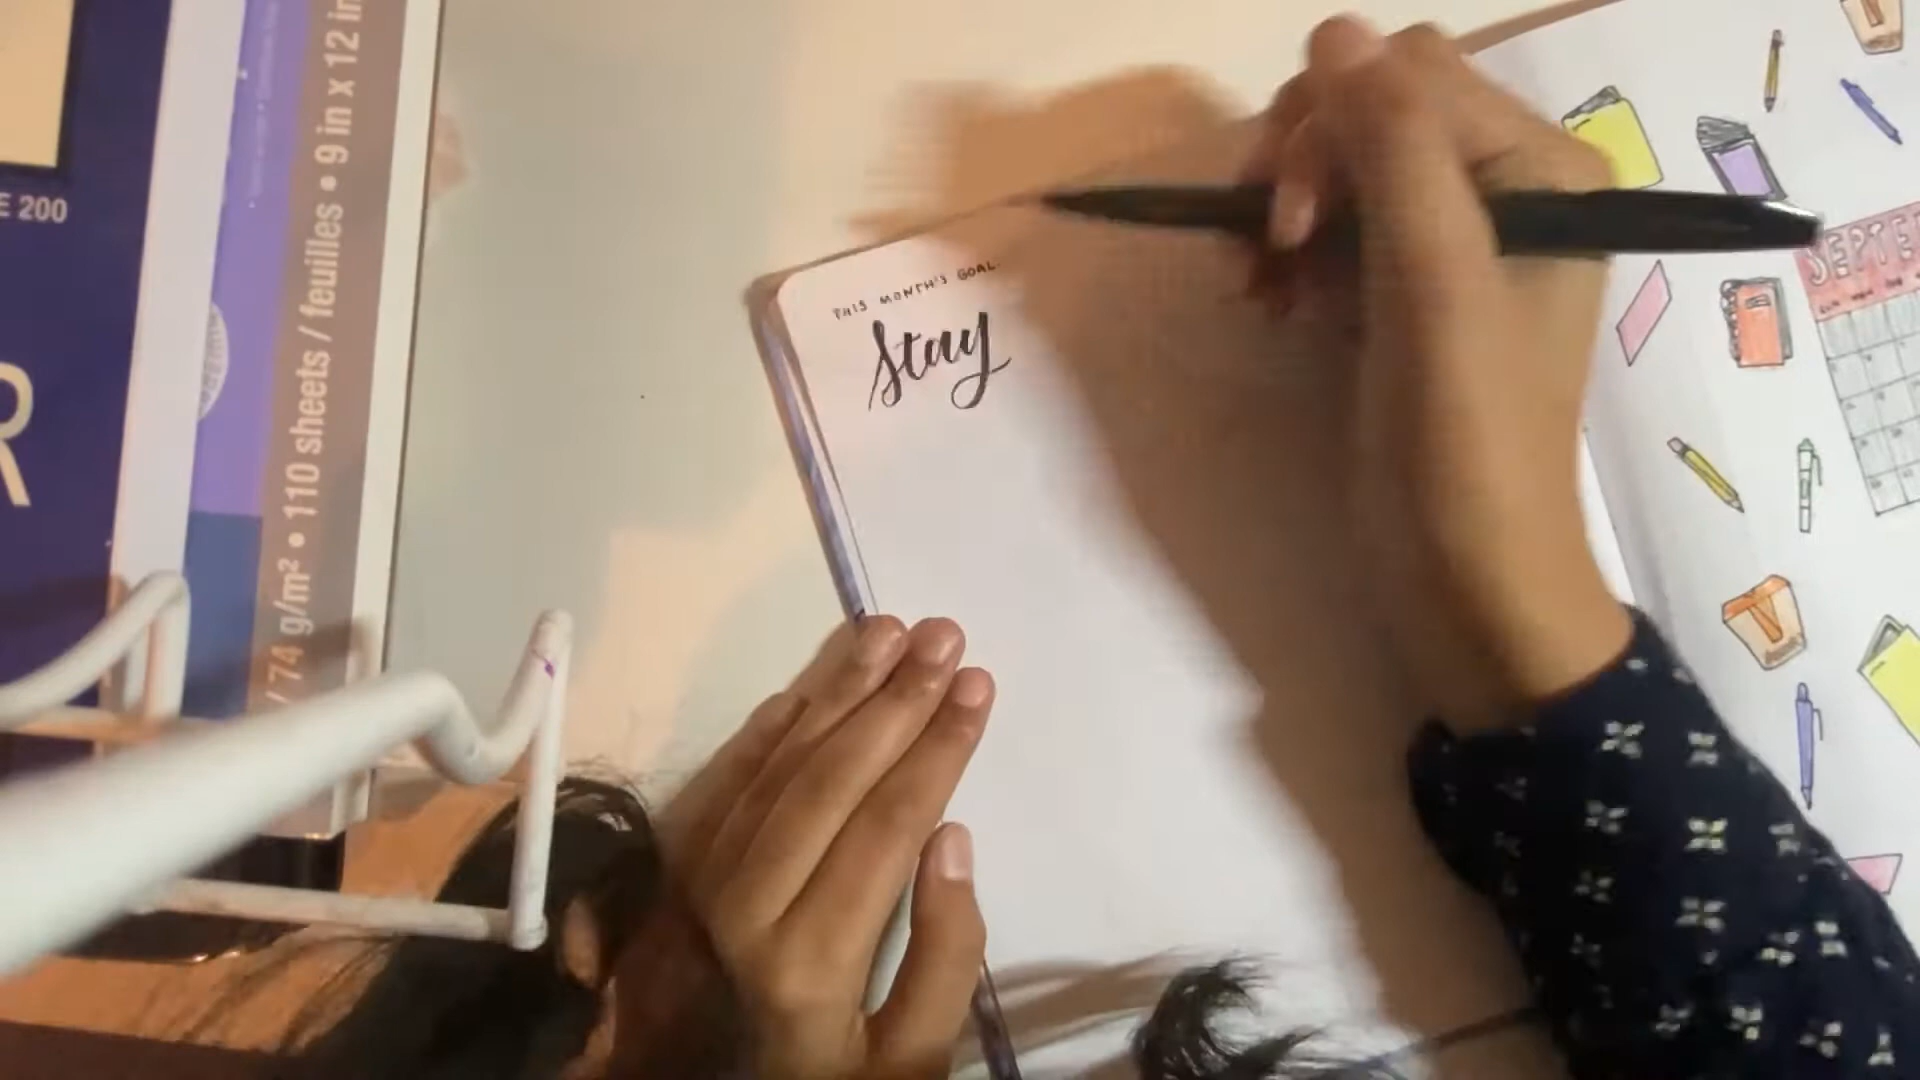 E 200
R
/ 74 g/m² • 110 sheets / feuilles • 9 in x 12 in
THIS MONTH'S GOAL
Stay
SEPTE